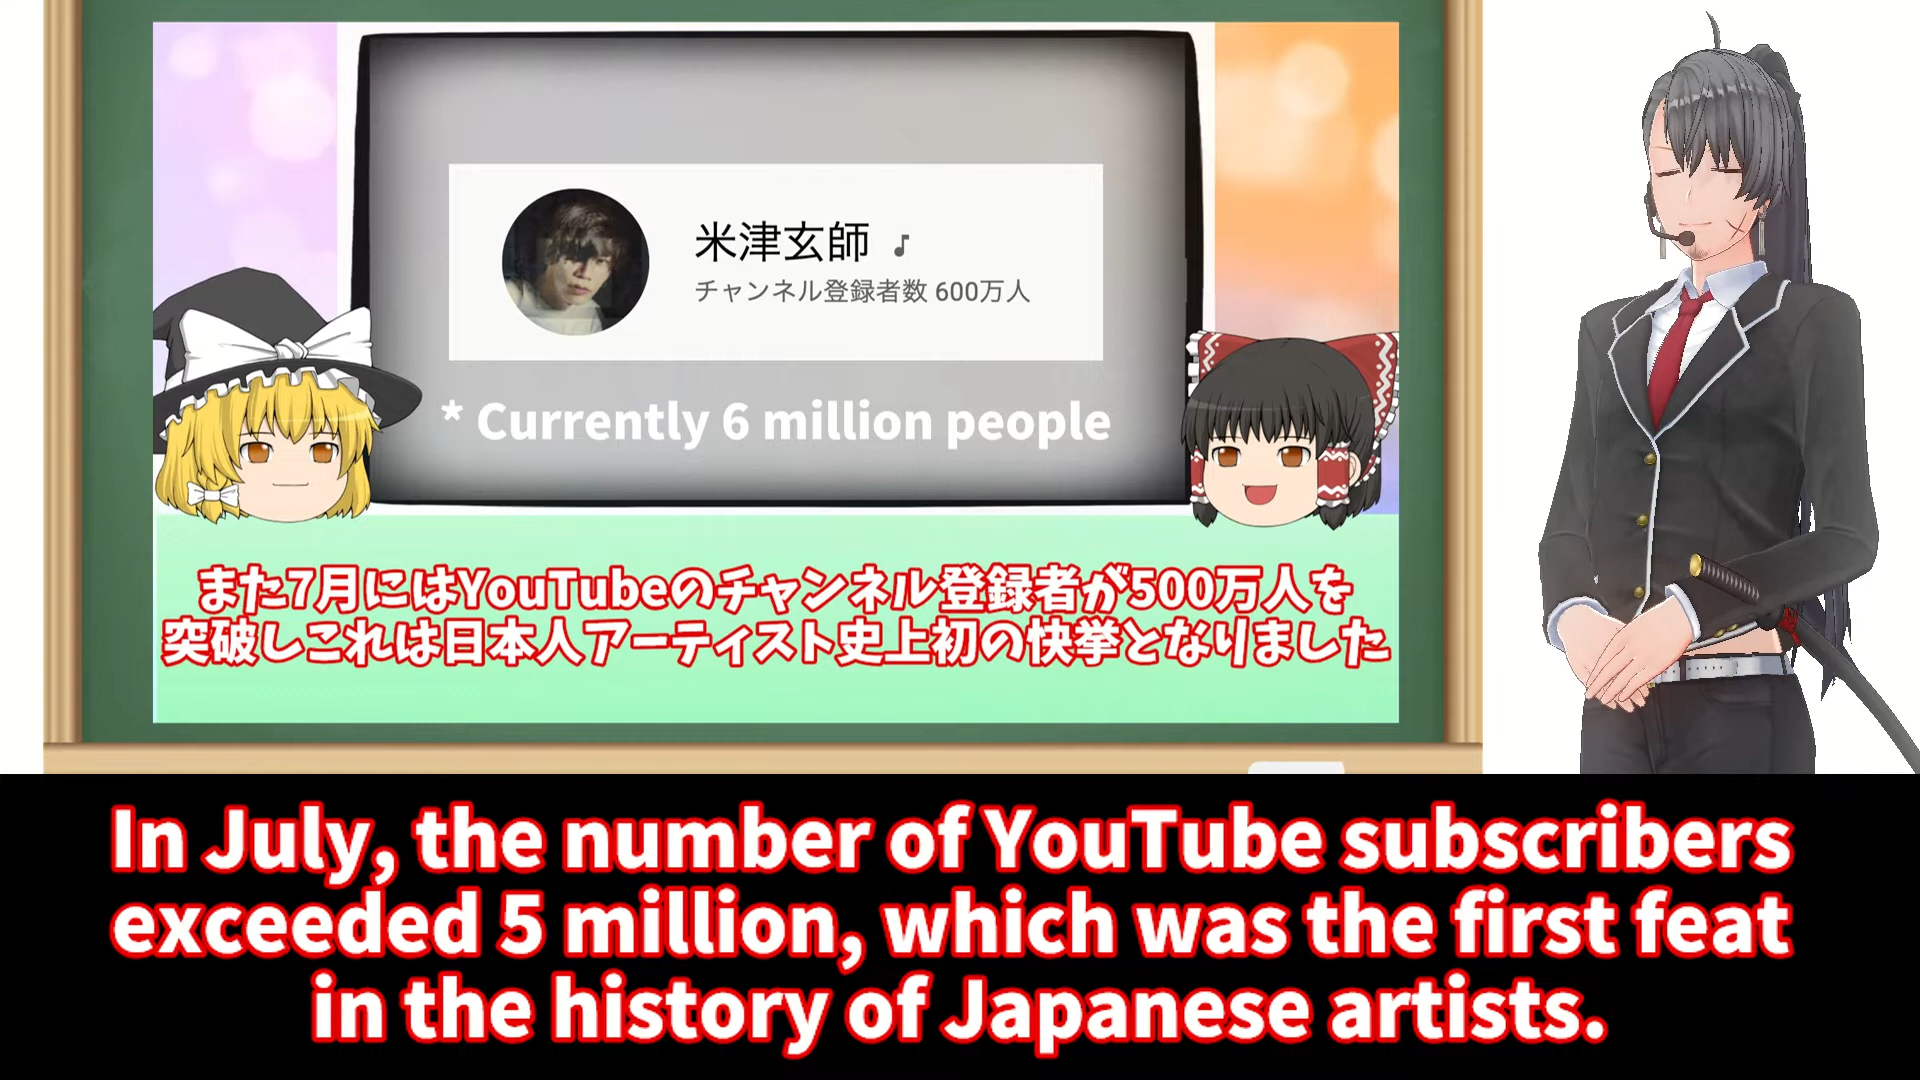 米津玄師 ♪
チャンネル登録者数 600万人
* Currently 6 million people
また7月にはYouTubeのチャンネル登録者が500万人を
突破しこれは日本人アーティスト史上初の快挙となりました
In July, the number of YouTube subscribers
exceeded 5 million, which was the first feat
in the history of Japanese artists.